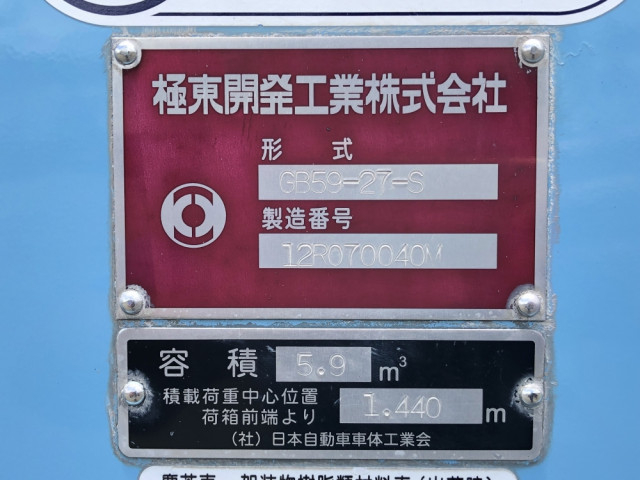 極東開発工業株式会社
形 式
GB59-27-S
製造番号
12R070040M
容 積 5.9 m³
積載荷重中心位置
荷箱前端より 1.440 m
(社)日本自動車車体工業会